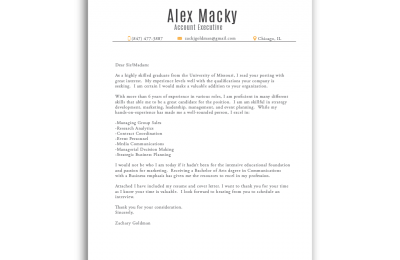 Alex Macky
Account Executive
(847) 477-3887 zachgoldman@gmail.com Chicago, IL
Dear Sir/Madam:
As a highly skilled graduate from the University of Missouri, I read your posting with
great interest. My experience levels well with the qualifications your company is
seeking. I am certain I would make a valuable addition to your organization.
With more than 6 years of experience in various roles, I am proficient in many different
skills that aide me to be a great candidate for the position. I am am skillful in strategy
development, marketing, leadership, management, and event planning. While my
hands-on experience has made me a well-rounded person, I excel in:
-Managing Group Sales
-Research Analytics
-Contract Coordination
-Event Personnel
-Media Communications
-Managerial Decision Making
-Strategic Business Planning
I would not be who I am today if it hadn't been for the intensive educational foundation
and passion for marketing. Receiving a Bachelor of Arts degree in Communications
with a Business emphasis has given me the resources to excel in my profession.
Attached I have included my resume and cover letter. I want to thank you for your time
as I know your time is valuable. I look forward to hearing from you to schedule an
interview.
Thank you for your consideration.
Sincerely,
Zachary Goldman